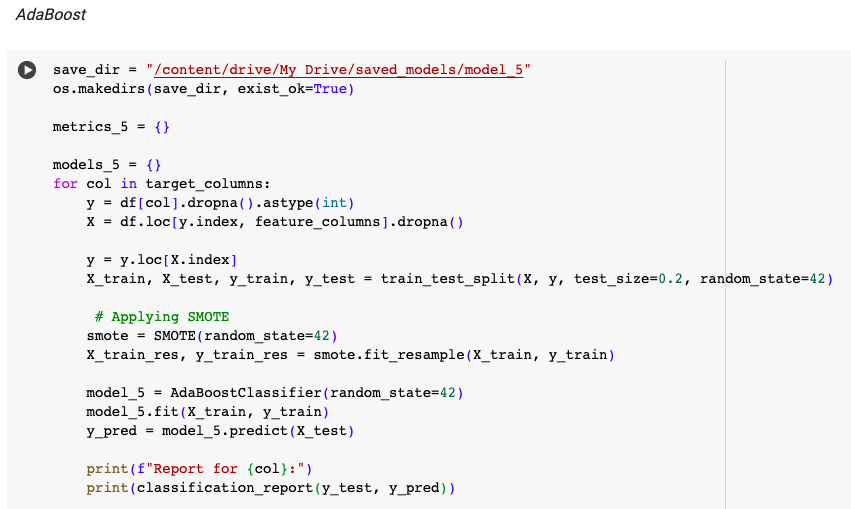 AdaBoost
save_dir = "/content/drive/My Drive/saved_models/model_5"
os.makedirs(save_dir, exist_ok=True)
metrics_5 = {}
models_5 = {}
for col in target_columns:
    y = df[col].dropna().astype(int)
    X = df.loc[y.index, feature_columns].dropna()
    y = y.loc[X.index]
    X_train, X_test, y_train, y_test = train_test_split(X, y, test_size=0.2, random_state=42)
     # Applying SMOTE
    smote = SMOTE(random_state=42)
    X_train_res, y_train_res = smote.fit_resample(X_train, y_train)
    model_5 = AdaBoostClassifier(random_state=42)
    model_5.fit(X_train, y_train)
    y_pred = model_5.predict(X_test)
    print(f"Report for {col}:")
    print(classification_report(y_test, y_pred))